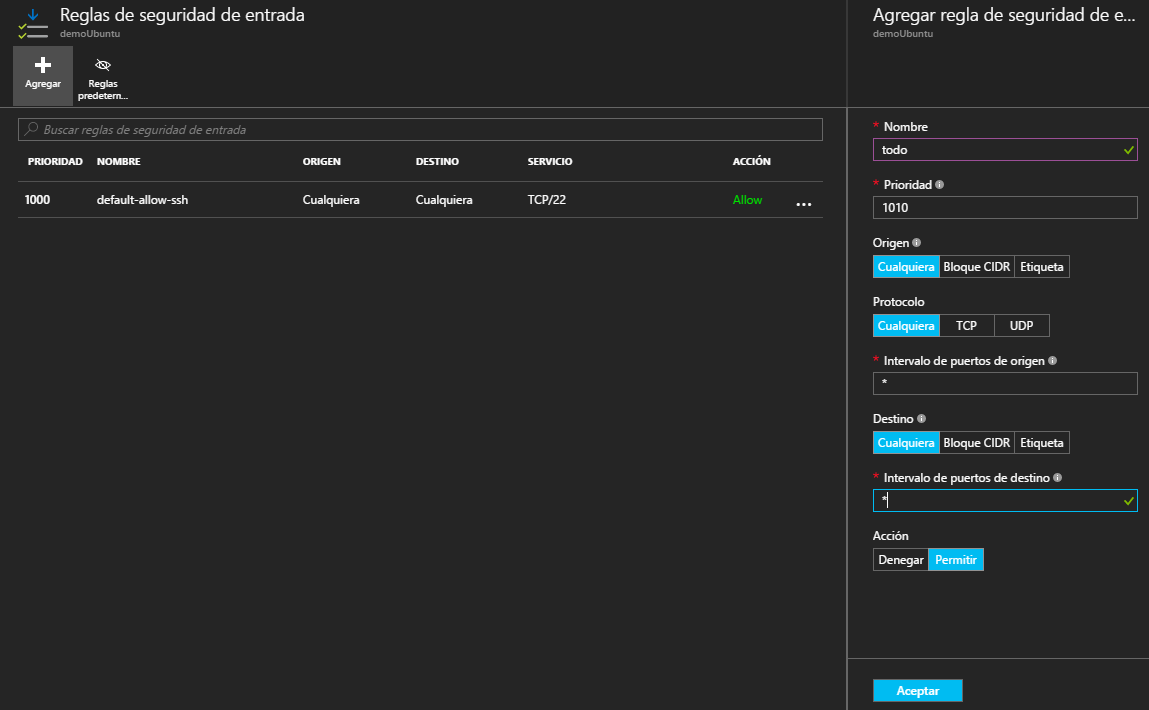 Reglas de seguridad de entrada
demoUbuntu
Agregar
Reglas
predeterm...
Buscar reglas de seguridad de entrada
PRIORIDAD NOMBRE ORIGEN DESTINO SERVICIO ACCIÓN
1000 default-allow-ssh Cualquiera Cualquiera TCP/22 Allow ...
Agregar regla de seguridad de e...
demoUbuntu
* Nombre
todo
* Prioridad
1010
Origen
Cualquiera Bloque CIDR Etiqueta
Protocolo
Cualquiera TCP UDP
* Intervalo de puertos de origen
*
Destino
Cualquiera Bloque CIDR Etiqueta
* Intervalo de puertos de destino
*
Acción
Denegar Permitir
Aceptar